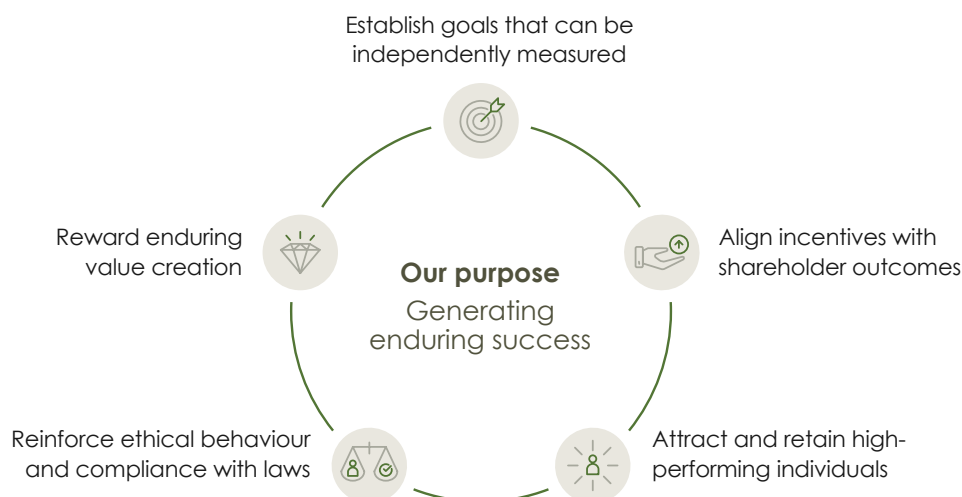 Establish goals that can be
independently measured
Reward enduring
value creation
Align incentives with
shareholder outcomes
Our purpose
Generating
enduring success
Reinforce ethical behaviour
and compliance with laws
Attract and retain high-
performing individuals